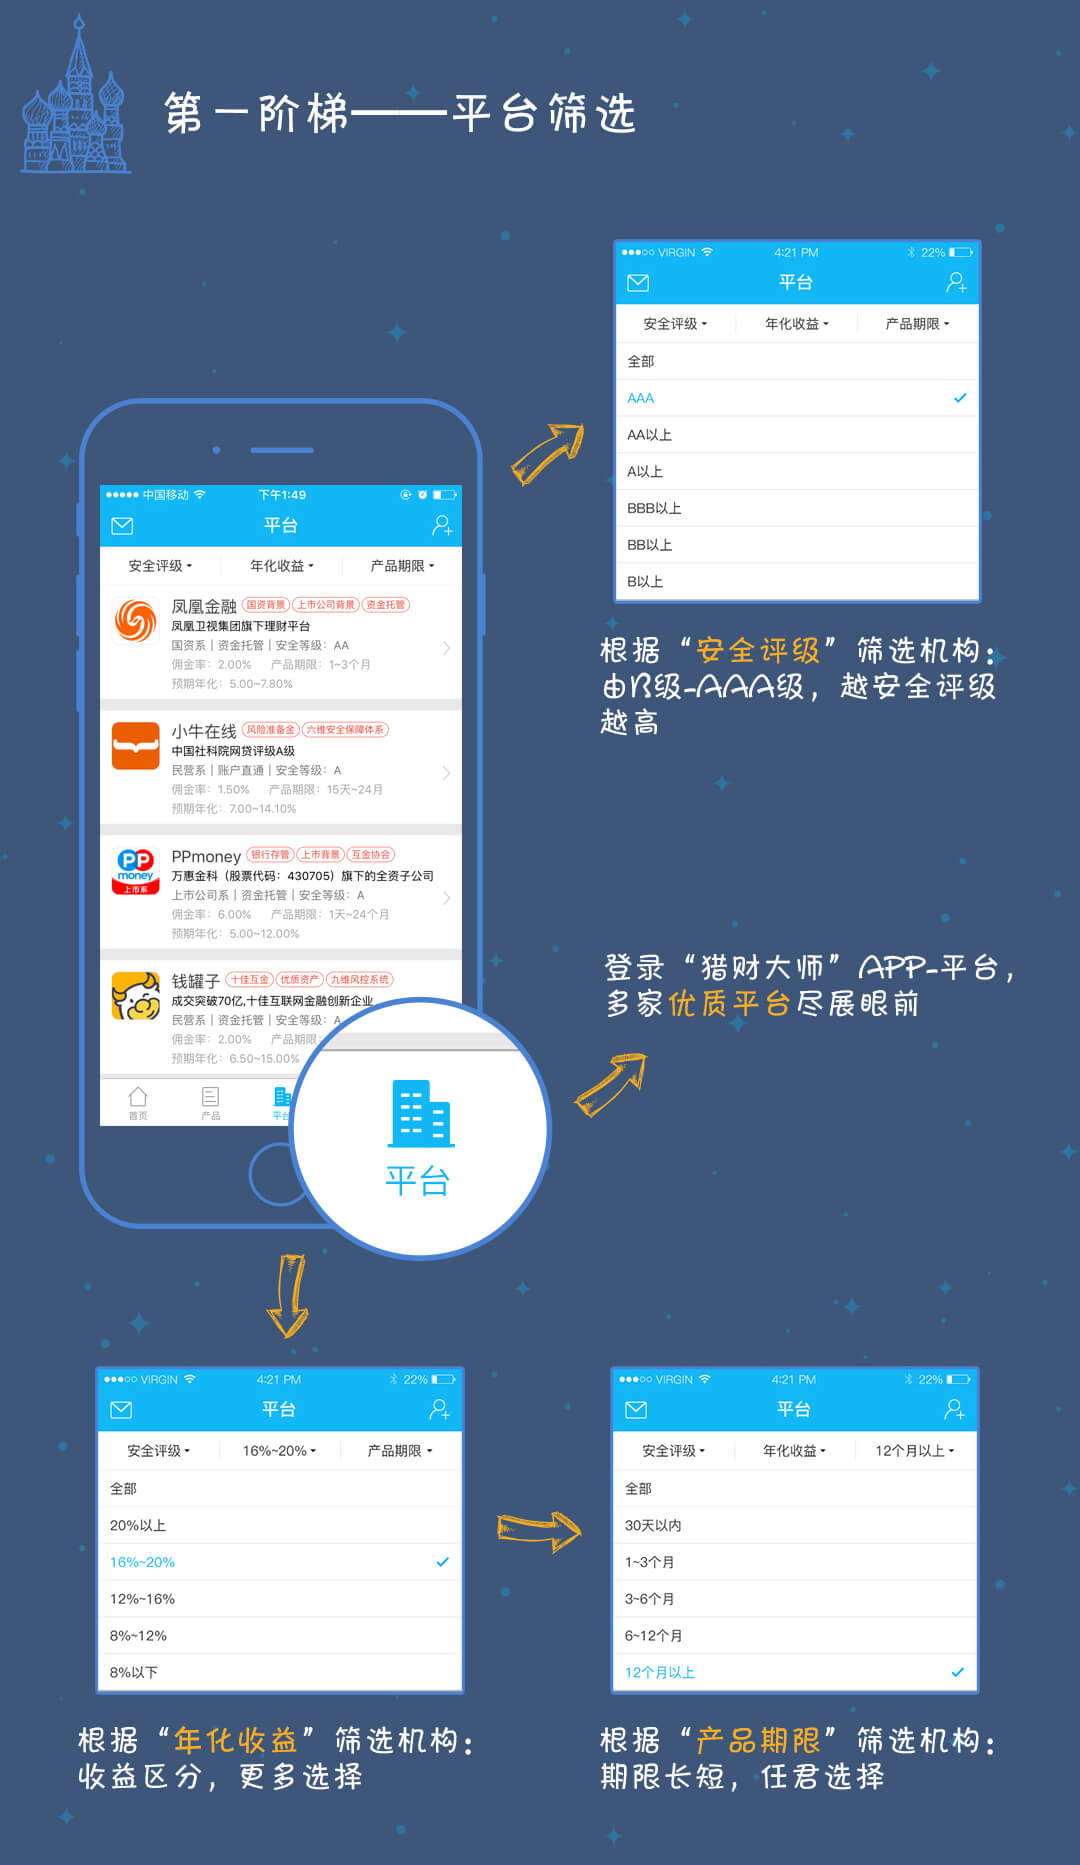 第一阶梯——平台筛选
VIRGIN 4:21 PM 22%
平台
安全评级 年化收益 产品期限
全部
AAA
AA以上
A以上
BBB以上
BB以上
B以上
根据“安全评级”筛选机构：
由B级-AAA级，越安全评级
越高
中国移动 下午1:49
平台
安全评级 年化收益 产品期限
凤凰金融 国资背景 上市公司背景 资金托管
凤凰卫视集团旗下理财平台
国资系｜资金托管｜安全等级：AA
佣金率：2.00% 产品期限：1~3个月
预期年化：5.00~7.80%
小牛在线 风险准备金 六维安全保障体系
中国社科院网贷评级A级
民营系｜账户直通｜安全等级：A
佣金率：1.50% 产品期限：15天~24月
预期年化：7.00~14.10%
PP
money
上市系
PPmoney 银行存管 上市背景 互金协会
万惠金科（股票代码：430705）旗下的全资子公司
上市公司系｜资金托管｜安全等级：A
佣金率：6.00% 产品期限：1天~24个月
预期年化：5.00~12.00%
钱罐子 十佳互金 优质资产 九维风控系统
成交突破70亿,十佳互联网金融创新企业
民营系｜资金托管｜安全等级：A
佣金率：2.00% 产品期限:
预期年化：6.50~15.00%
首页 产品 平台
平台
登录“猎财大师”APP-平台，
多家优质平台尽展眼前
VIRGIN 4:21 PM 22%
平台
安全评级 16%~20% 产品期限
全部
20%以上
16%~20%
12%~16%
8%~12%
8%以下
根据“年化收益”筛选机构：
收益区分，更多选择
VIRGIN 4:21 PM 22%
平台
安全评级 年化收益 12个月以上
全部
30天以内
1~3个月
3~6个月
6~12个月
12个月以上
根据“产品期限”筛选机构：
期限长短，任君选择